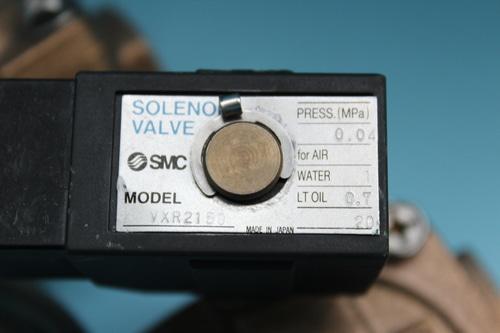 SOLENO
VALVE
SMC
MODEL
VXR2150
PRESS.(MPa)
0.04
for AIR
WATER 1
LT OIL 0.7
20
MADE IN JAPAN